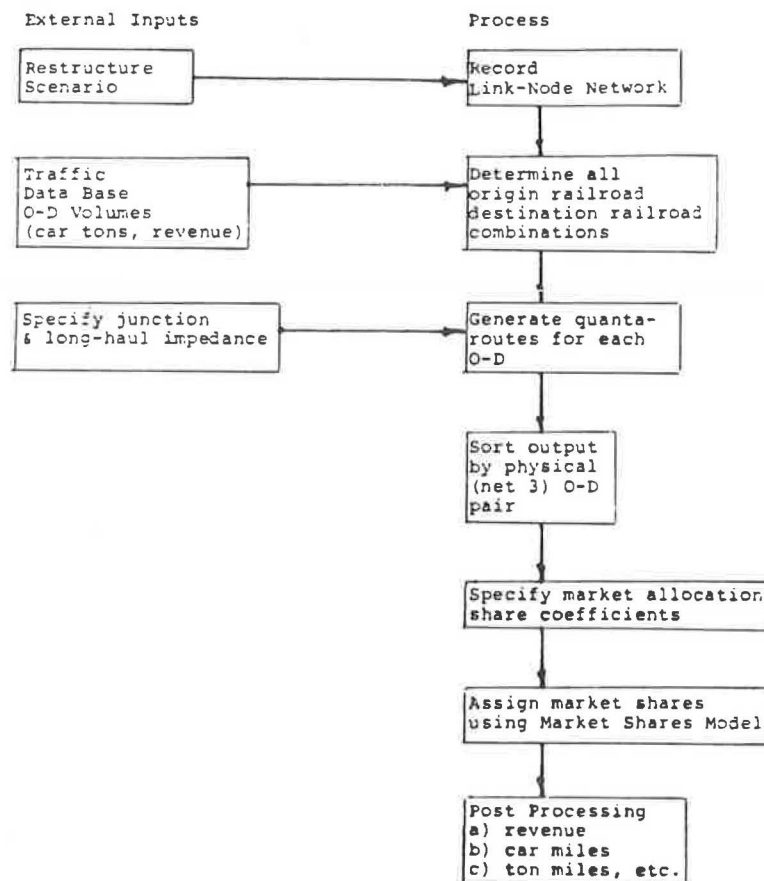 External Inputs
Process
Restructure
Scenario
Record
Link-Node Network
Traffic
Data Base
O-D Volumes
(car tons, revenue)
Determine all
origin railroad
destination railroad
combinations
Specify junction
& long-haul impedance
Generate quanta-
routes for each
O-D
Sort output
by physical
(net 3) O-D
pair
Specify market allocation
share coefficients
Assign market shares
using Market Shares Model
Post Processing
a) revenue
b) car miles
c) ton miles, etc.